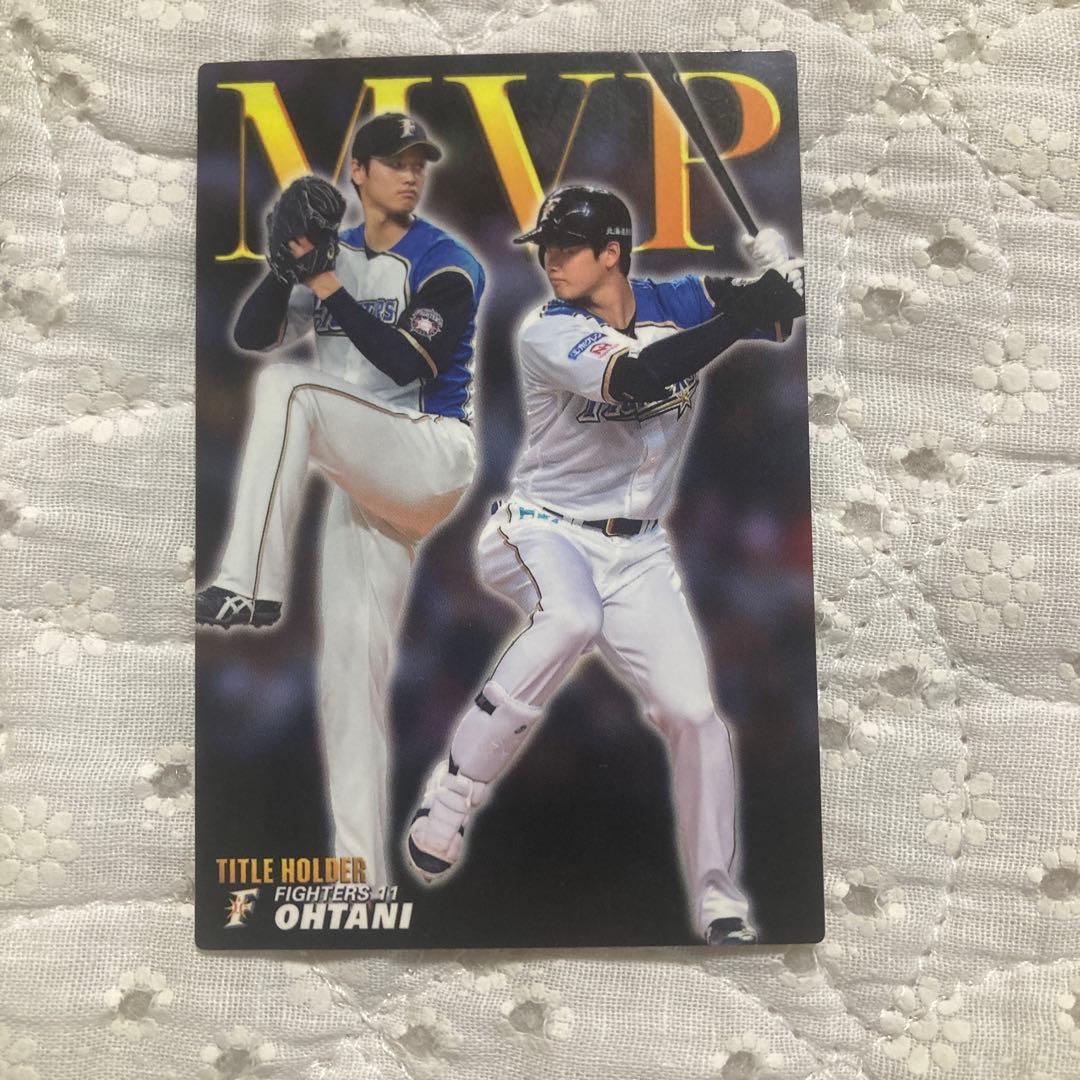 MVP
TITLE HOLDER
FIGHTERS 11
F OHTANI